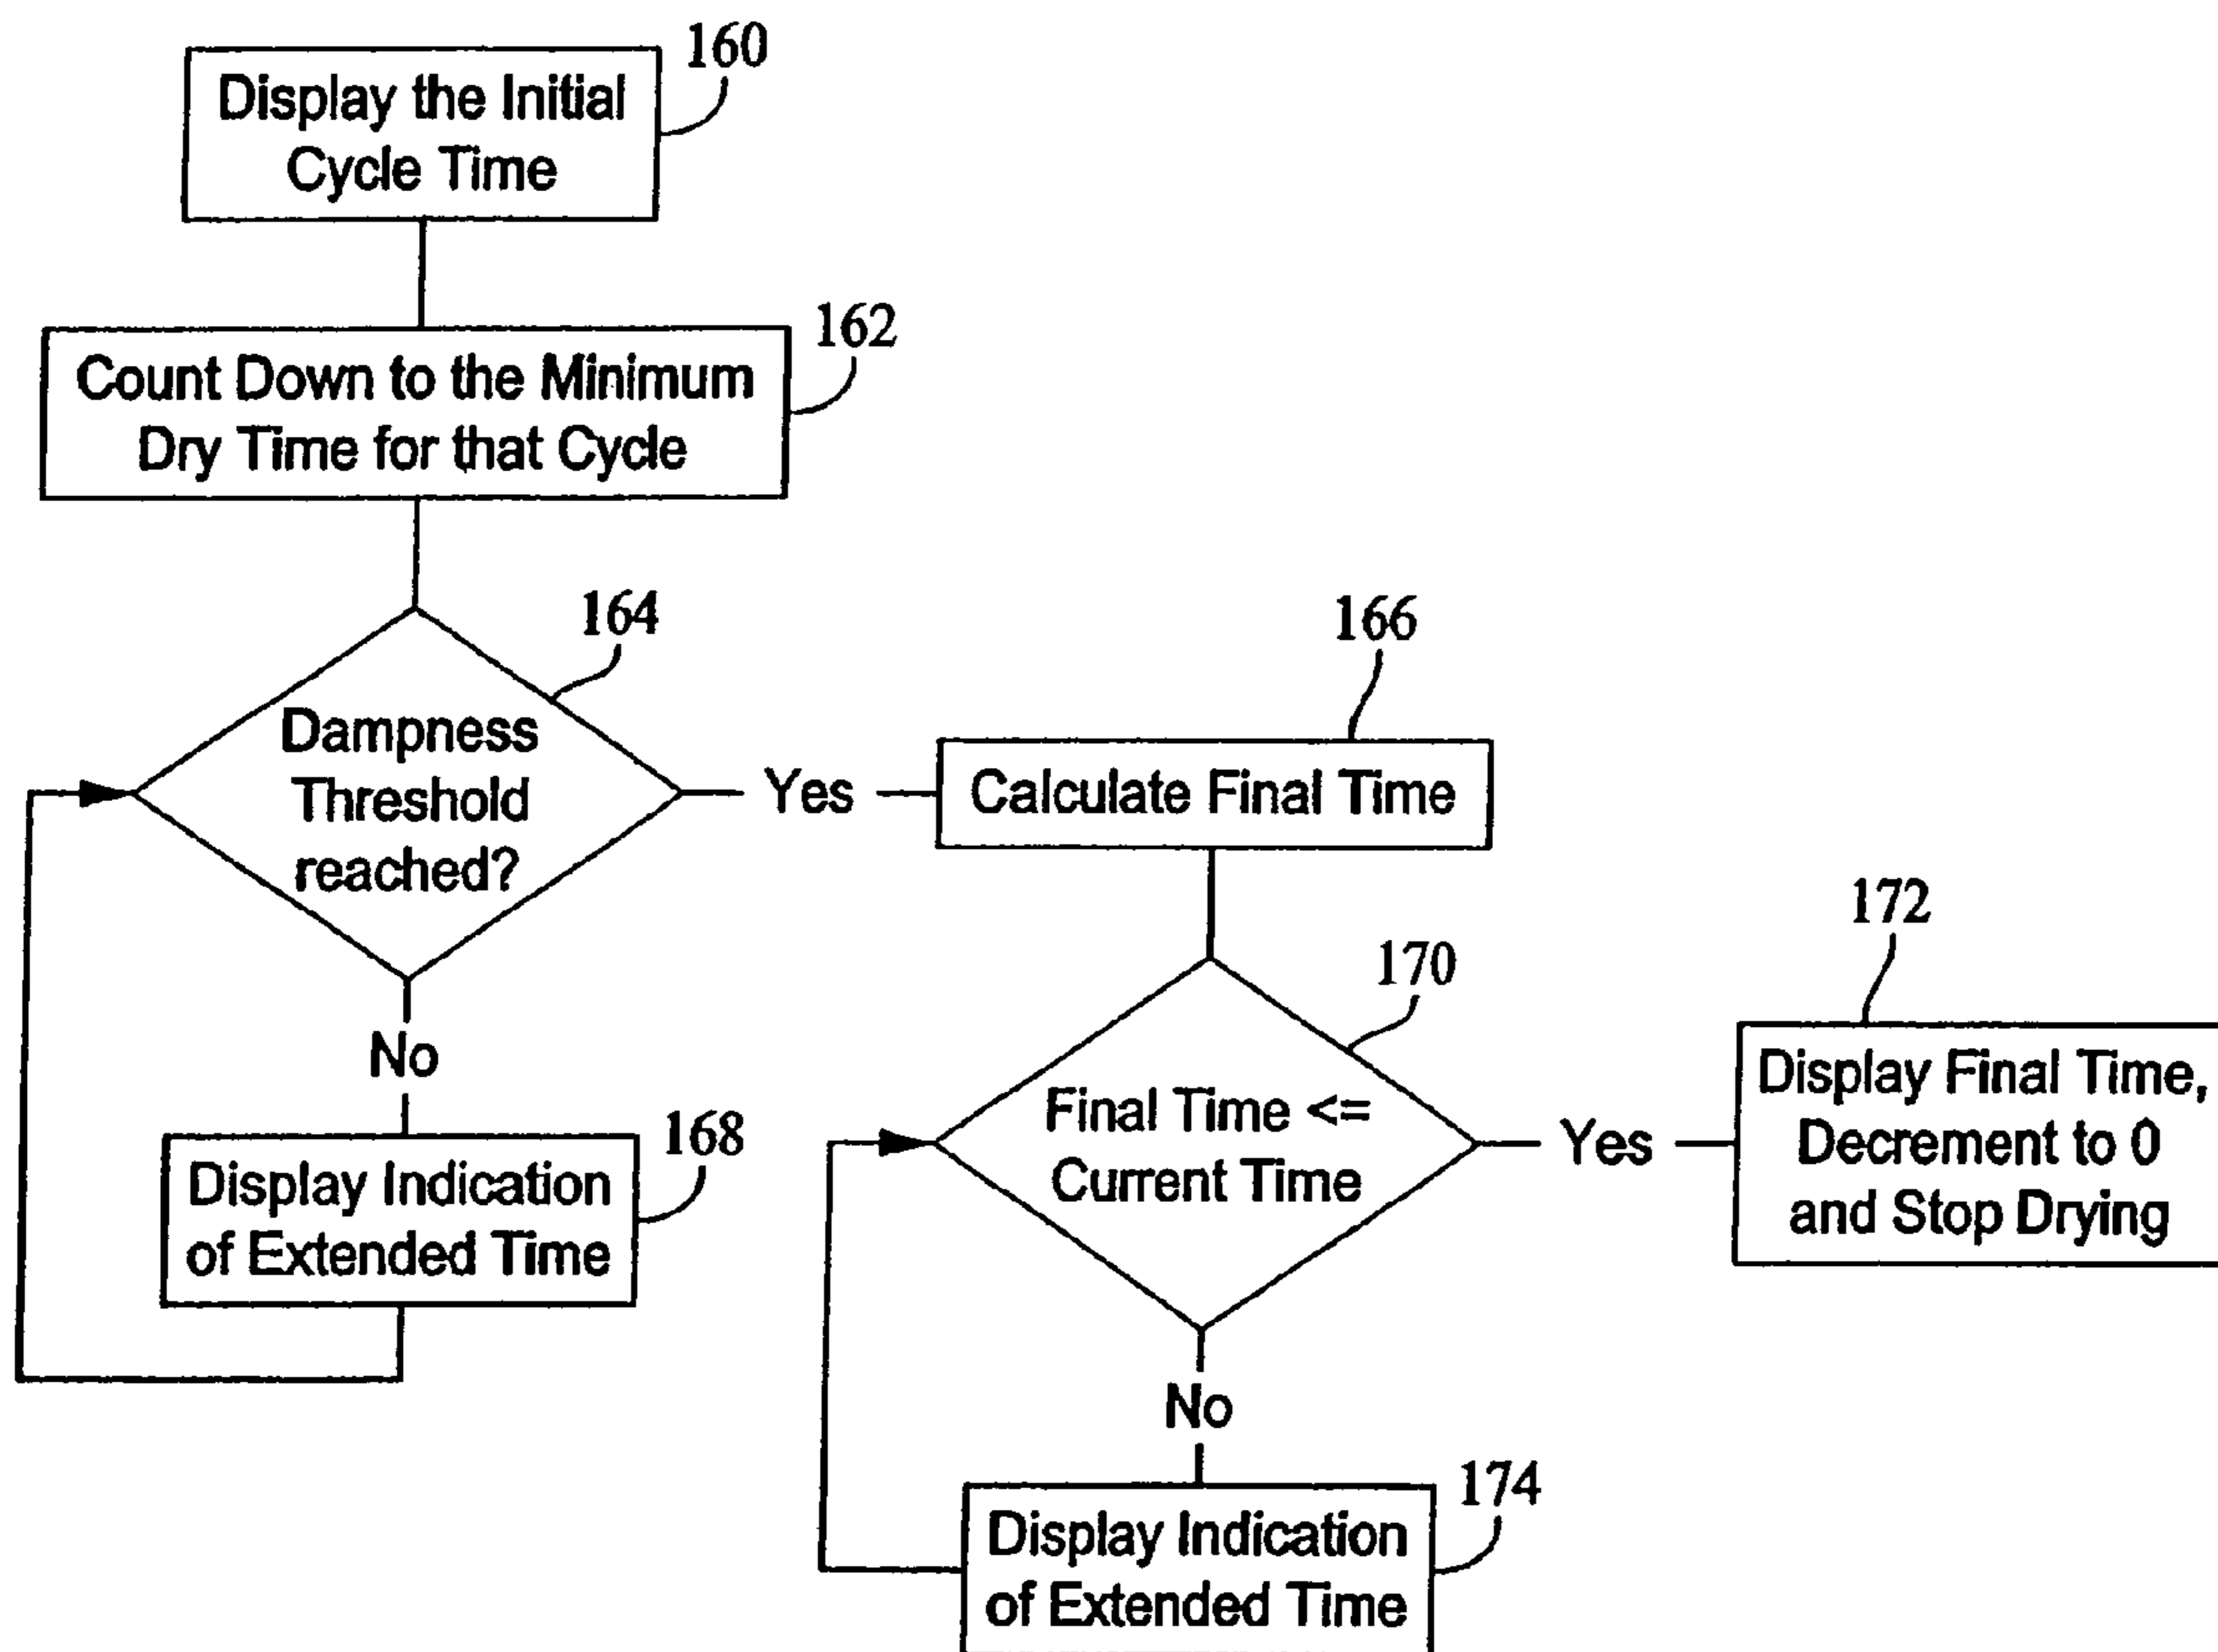 160
Display the Initial
Cycle Time
162
Count Down to the Minimum
Dry Time for that Cycle
164
Dampness
Threshold
reached?
Yes
166
Calculate Final Time
No
168
Display Indication
of Extended Time
170
Final Time <=
Current Time
Yes
172
Display Final Time,
Decrement to 0
and Stop Drying
No
174
Display Indication
of Extended Time